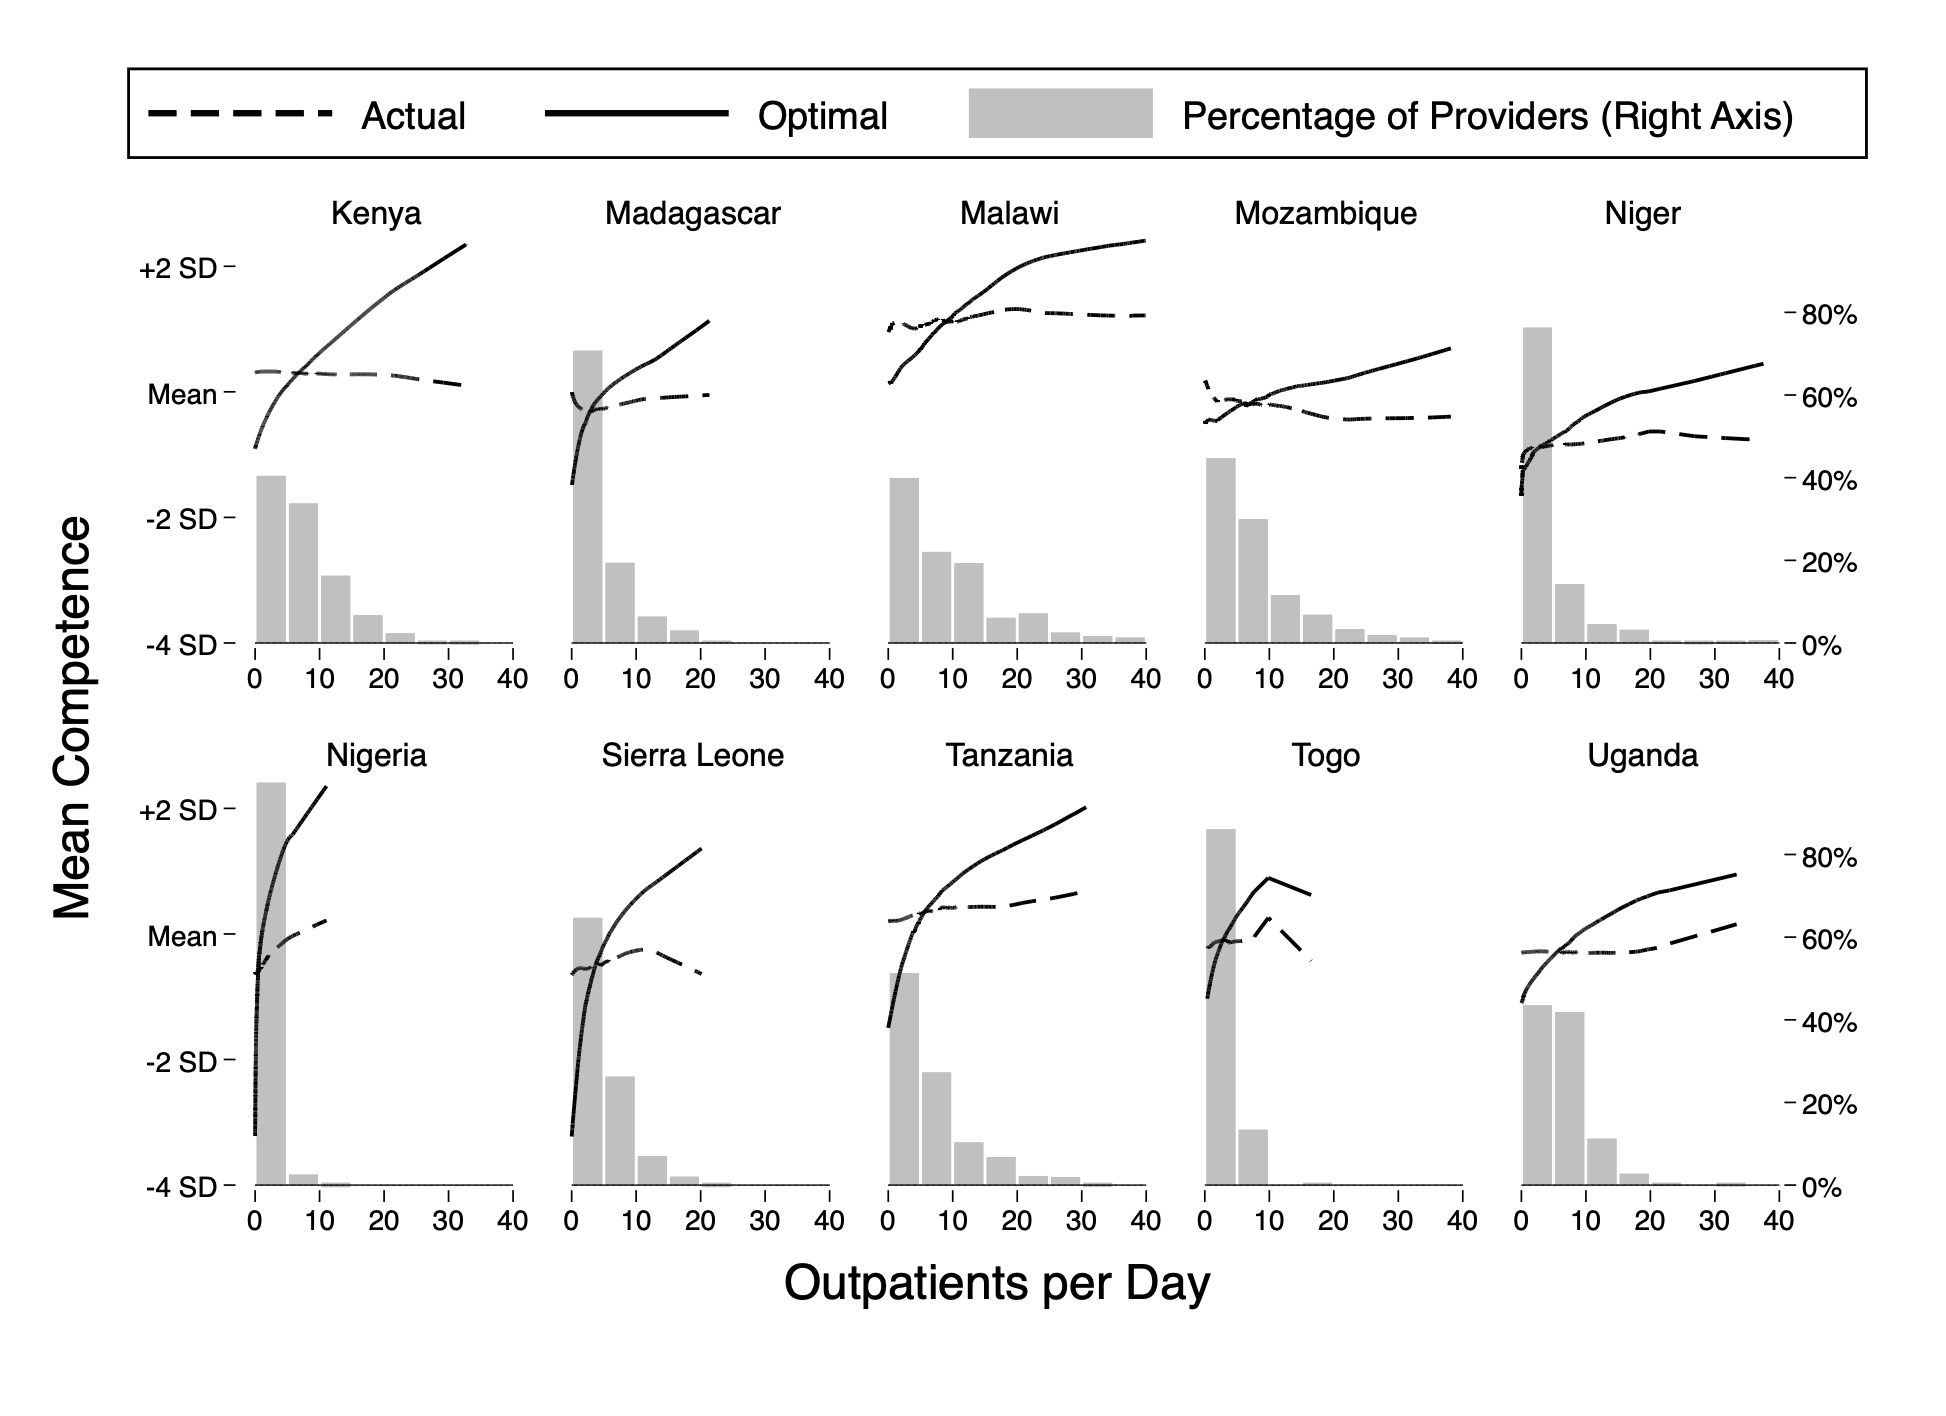 Actual Optimal Percentage of Providers (Right Axis)
Kenya Madagascar Malawi Mozambique Niger
+2 SD
80%
Mean
60%
40%
-2 SD
20%
-4 SD
0%
0 10 20 30 40 0 10 20 30 40 0 10 20 30 40 0 10 20 30 40 0 10 20 30 40
Mean Competence
Nigeria Sierra Leone Tanzania Togo Uganda
+2 SD
80%
Mean
60%
40%
-2 SD
20%
-4 SD
0%
0 10 20 30 40 0 10 20 30 40 0 10 20 30 40 0 10 20 30 40 0 10 20 30 40
Outpatients per Day